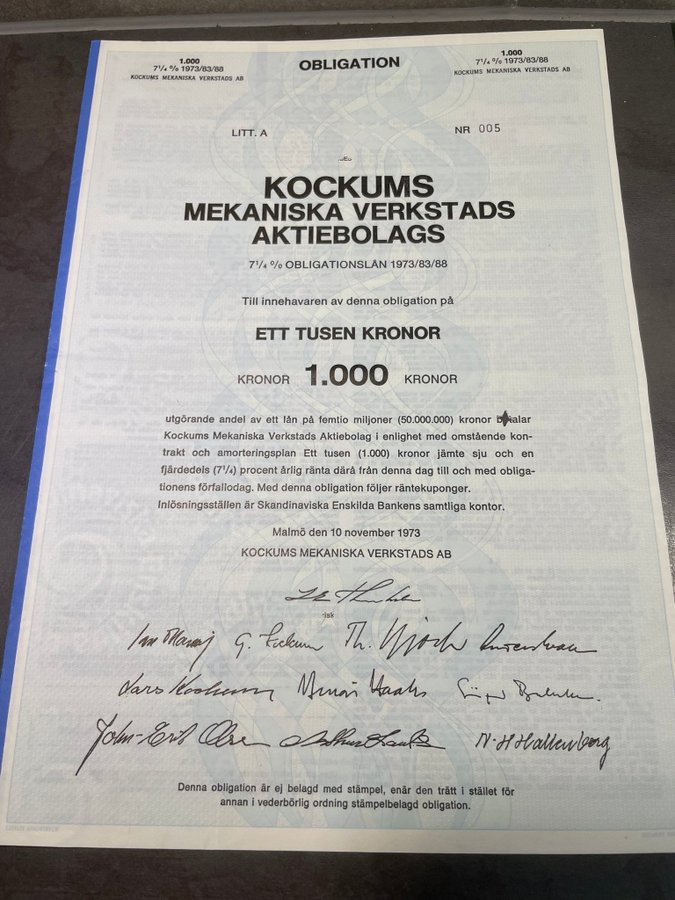 1.000
7¹/₄ % 1973/83/88
KOCKUMS MEKANISKA VERKSTADS AB
OBLIGATION
1.000
7¹/₄ % 1973/83/88
KOCKUMS MEKANISKA VERKSTADS AB
LITT. A
NR 005
KOCKUMS
MEKANISKA VERKSTADS
AKTIEBOLAGS
7¹/₄ % OBLIGATIONSLÅN 1973/83/88
Till innehavaren av denna obligation på
ETT TUSEN KRONOR
KRONOR 1.000 KRONOR
utgörande andel av ett lån på femtio miljoner (50.000.000) kronor
Kockums Mekaniska Verkstads Aktiebolag i enlighet med omstående kon-
trakt och amorteringsplan Ett tusen (1.000) kronor jämte sju och en
fjärdedels (7¹/₄) procent årlig ränta därå från denna dag till och med obliga-
tionens förfallodag. Med denna obligation följer räntekuponger.
Inlösningsställen är Skandinaviska Enskilda Bankens samtliga kontor.
Malmö den 10 november 1973
KOCKUMS MEKANISKA VERKSTADS AB
Lars Kockum
John-Erik Olsen N-H Hallenborg
Denna obligation är ej belagd med stämpel, enär den trätt i stället för
annan i vederbörlig ordning stämpelbelagd obligation.